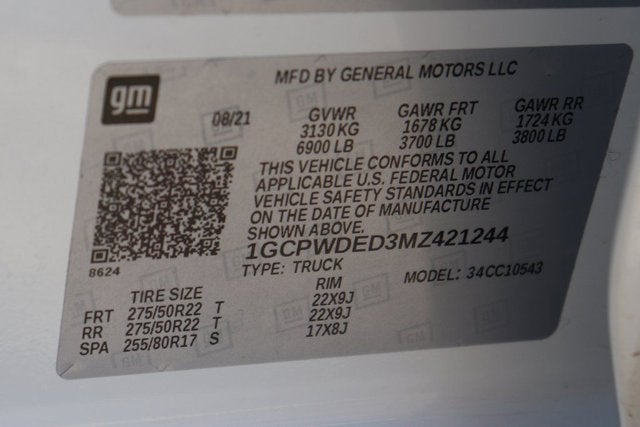 gm
MFD BY GENERAL MOTORS LLC
08/21 GVWR GAWR FRT GAWR RR
3130 KG 1678 KG 1724 KG
6900 LB 3700 LB 3800 LB
THIS VEHICLE CONFORMS TO ALL
APPLICABLE U.S. FEDERAL MOTOR
VEHICLE SAFETY STANDARDS IN EFFECT
ON THE DATE OF MANUFACTURE
SHOWN ABOVE.
8624
1GCPWDED3MZ421244
TYPE: TRUCK MODEL: 34CC10543
TIRE SIZE RIM
FRT 275/50R22 T 22X9J
RR 275/50R22 T 22X9J
SPA 255/80R17 S 17X8J